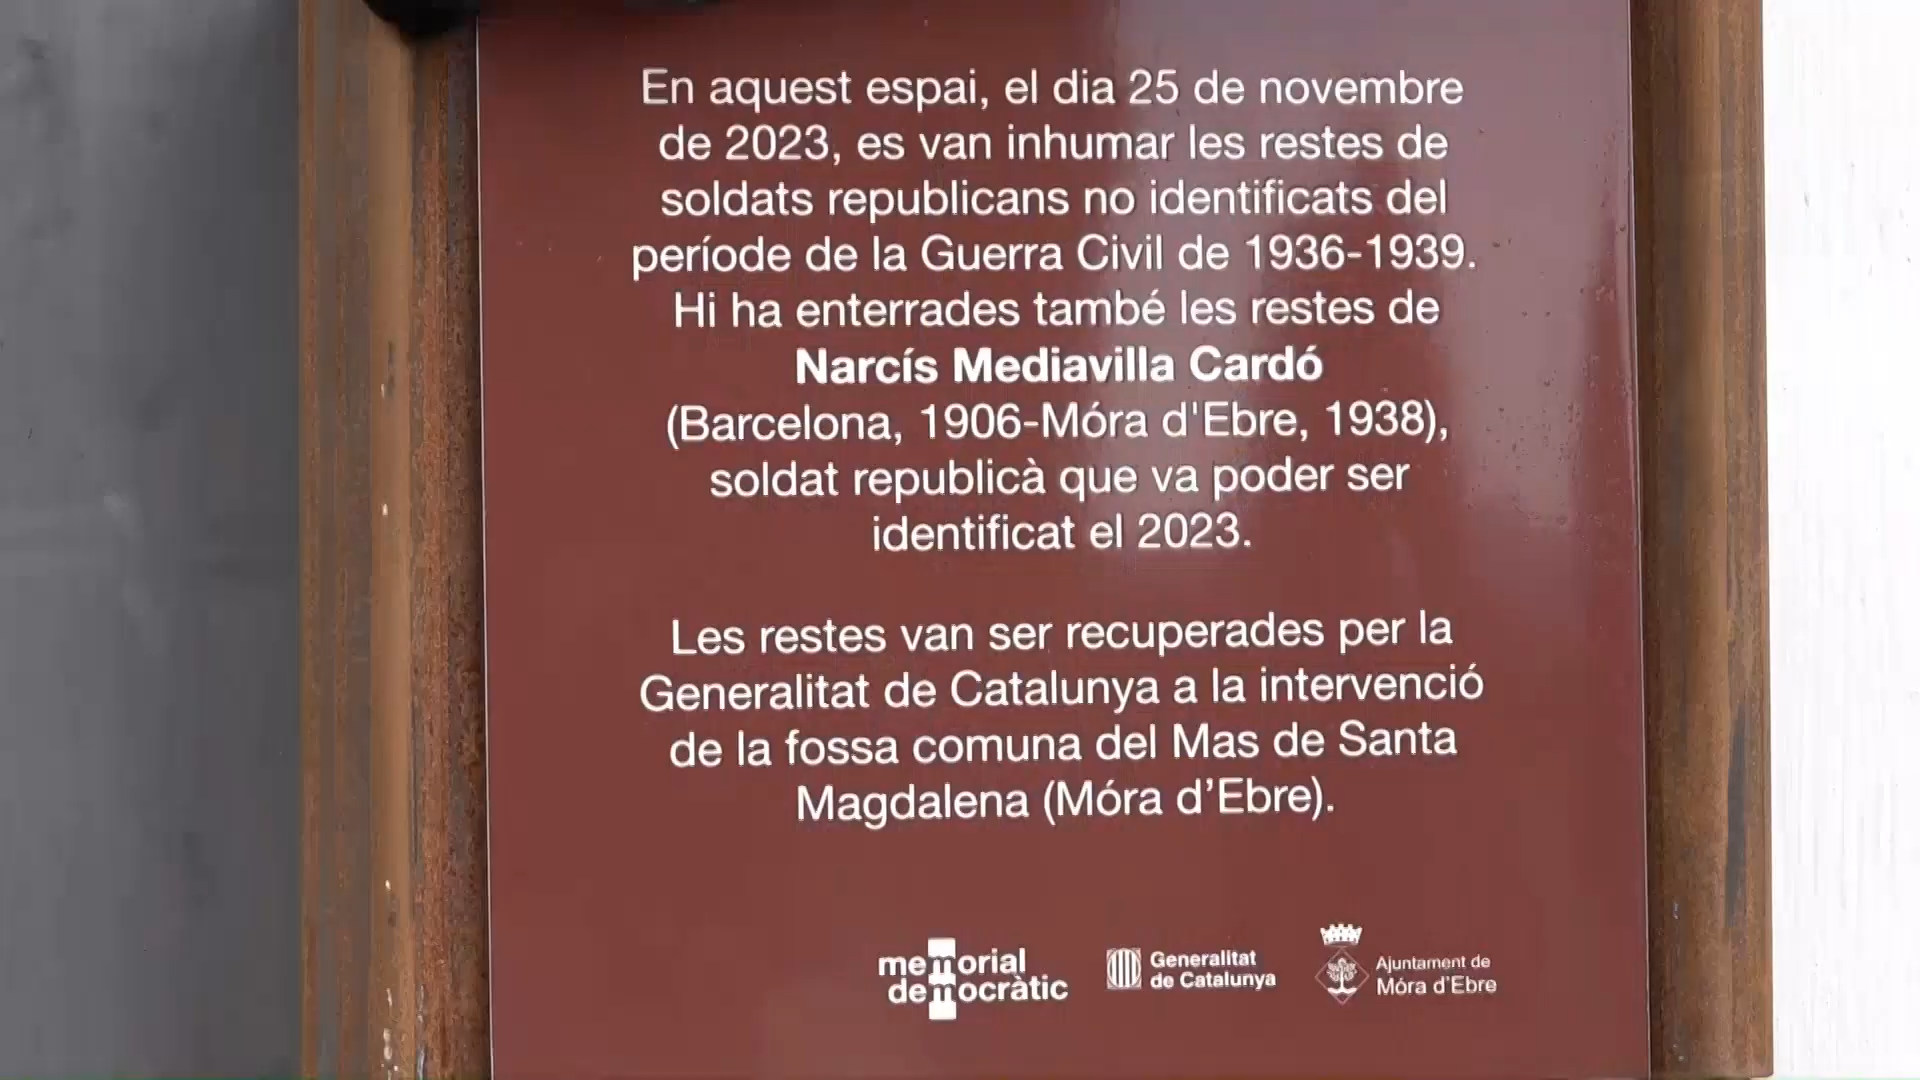 En aquest espai, el dia 25 de novembre
de 2023, es van inhumar les restes de
soldats republicans no identificats del
període de la Guerra Civil de 1936-1939.
Hi ha enterrades també les restes de
Narcís Mediavilla Cardó
(Barcelona, 1906-Móra d'Ebre, 1938),
soldat republicà que va poder ser
identificat el 2023.
Les restes van ser recuperades per la
Generalitat de Catalunya a la intervenció
de la fossa comuna del Mas de Santa
Magdalena (Móra d’Ebre).
memorial
democràtic
Generalitat
de Catalunya
Ajuntament de
Móra d'Ebre